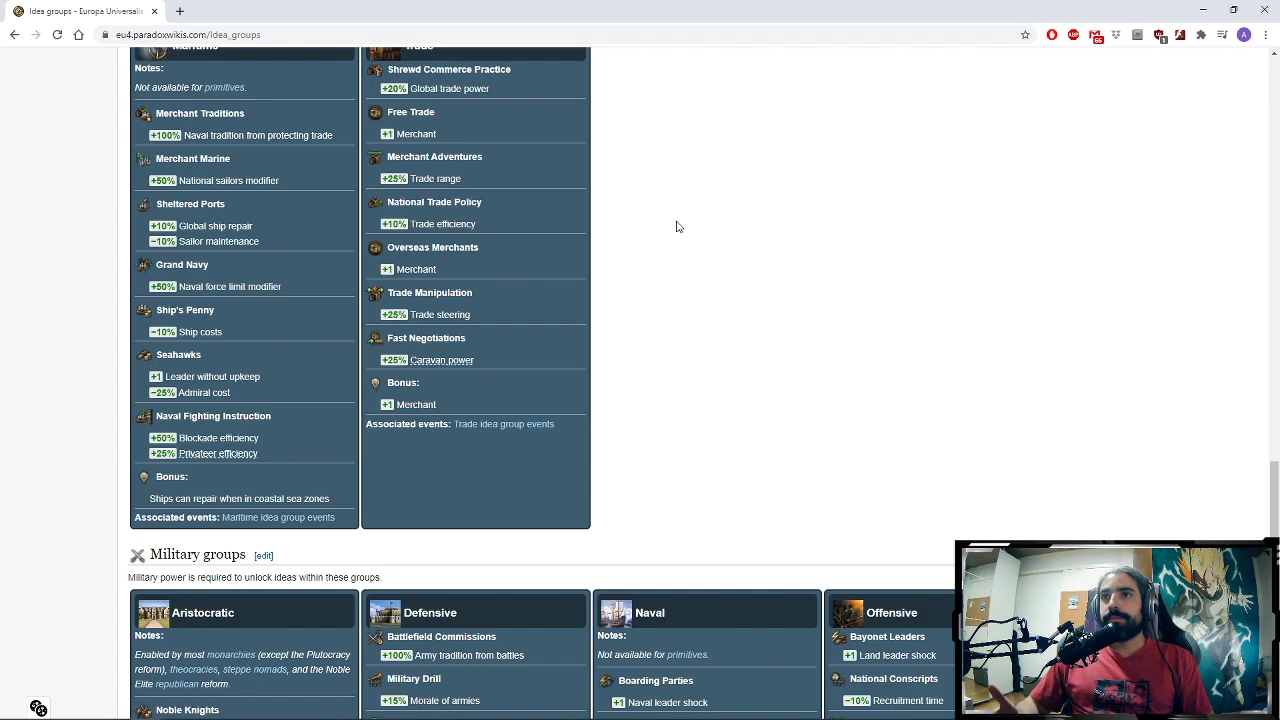 Idea groups - Europa Universalis
eu4.paradoxwikis.com/Idea_groups
66
1
A
Maritime
Notes:
Not available for primitives.
Merchant Traditions
+100% Naval tradition from protecting trade
Merchant Marine
+50% National sailors modifier
Sheltered Ports
+10% Global ship repair
−10% Sailor maintenance
Grand Navy
+50% Naval force limit modifier
Ship's Penny
−10% Ship costs
Seahawks
+1 Leader without upkeep
−25% Admiral cost
Naval Fighting Instruction
+50% Blockade efficiency
+25% Privateer efficiency
Bonus:
Ships can repair when in coastal sea zones
Associated events: Maritime idea group events
Trade
Shrewd Commerce Practice
+20% Global trade power
Free Trade
+1 Merchant
Merchant Adventures
+25% Trade range
National Trade Policy
+10% Trade efficiency
Overseas Merchants
+1 Merchant
Trade Manipulation
+25% Trade steering
Fast Negotiations
+25% Caravan power
Bonus:
+1 Merchant
Associated events: Trade idea group events
Military groups [edit]
Military power is required to unlock ideas within these groups.
Aristocratic
Notes:
Enabled by most monarchies (except the Plutocracy
reform), theocracies, steppe nomads, and the Noble
Elite republican reform.
Noble Knights
Defensive
Battlefield Commissions
+100% Army tradition from battles
Military Drill
+15% Morale of armies
Naval
Notes:
Not available for primitives.
Boarding Parties
+1 Naval leader shock
Offensive
Bayonet Leaders
+1 Land leader shock
National Conscripts
−10% Recruitment time